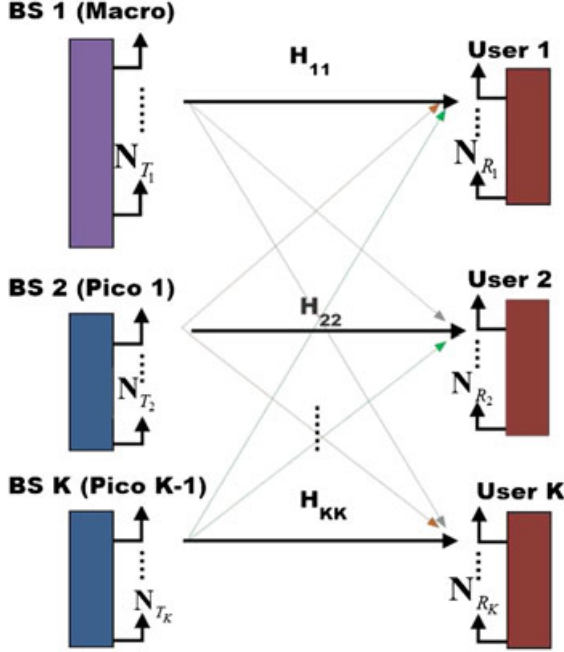 BS 1 (Macro)
H11
User 1
NT1
NR1
BS 2 (Pico 1)
H22
User 2
NT2
NR2
BS K (Pico K-1)
HKK
User K
NTK
NRK